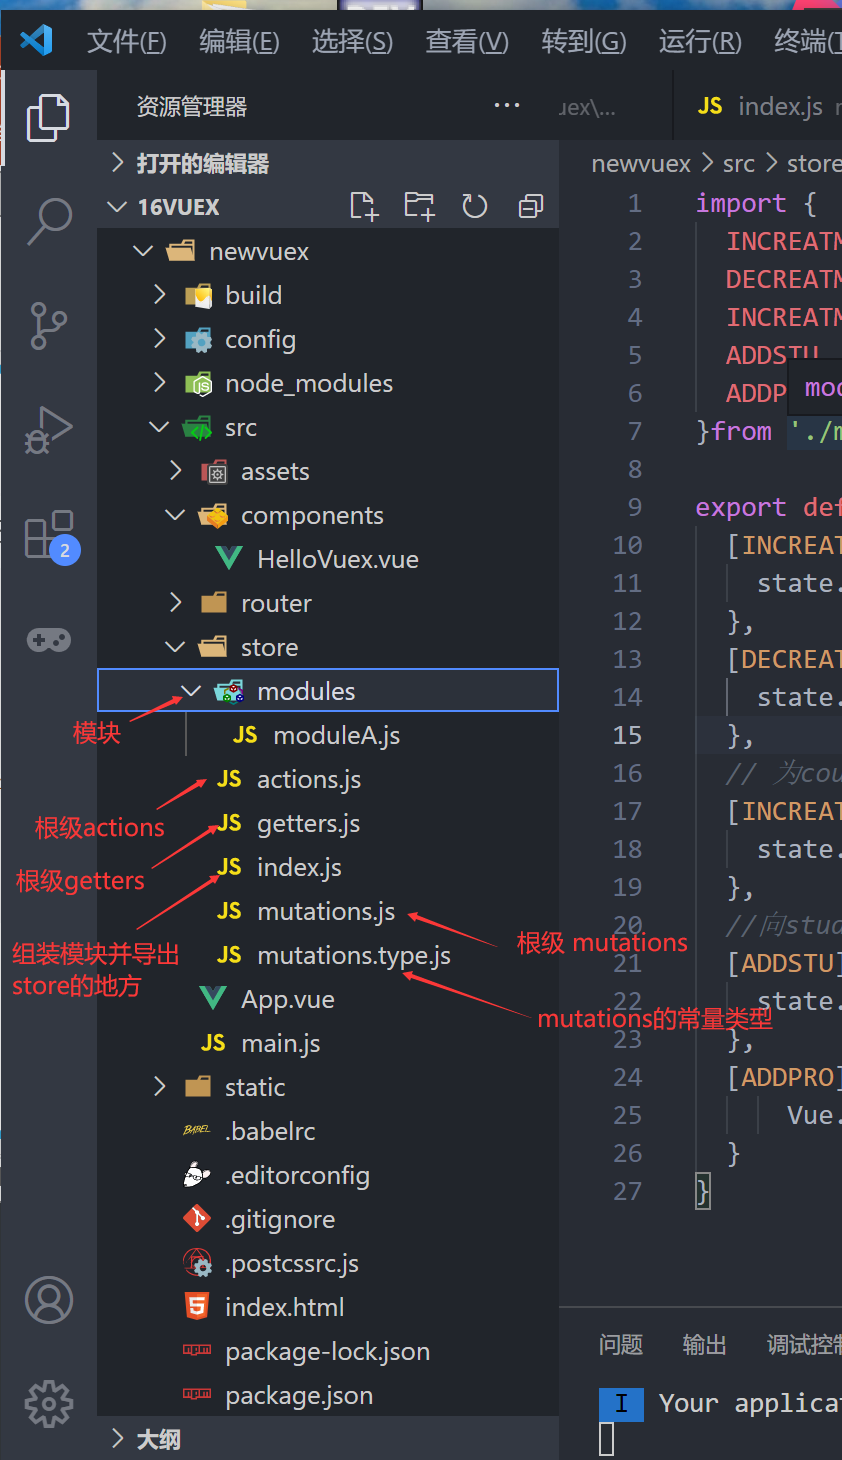 文件(F) 编辑(E) 选择(S) 查看(V) 转到(G) 运行(R)
资源管理器 ··· JS index.js
打开的编辑器
newvuex > src > store
16VUEX
newvuex
build
config
node_modules
src
assets
components
HelloVuex.vue
router
store
modules
模块
JS moduleA.js
JS actions.js
根级actions
JS getters.js
根级getters
JS index.js
组装模块并导出
store的地方
JS mutations.js
根级 mutations
JS mutations.type.js
mutations的常量类型
App.vue
JS main.js
static
BABEL .babelrc
.editorconfig
.gitignore
.postcssrc.js
index.html
package-lock.json
package.json
大纲
2
1 import {
2 INCREATM
3 DECREATM
4 INCREATM
5 ADDSTU
6 ADDP
7 }from './m
8
9 export def
10 [INCREAT
11 state.
12 },
13 [DECREAT
14 state.
15 },
16 // 为cou
17 [INCREAT
18 state.
19 },
20 //向stud
21 [ADDSTU]
22 state.
23 },
24 [ADDPRO]
25 Vue.
26 }
27 }
问题 输出 调试控制
I Your applicat